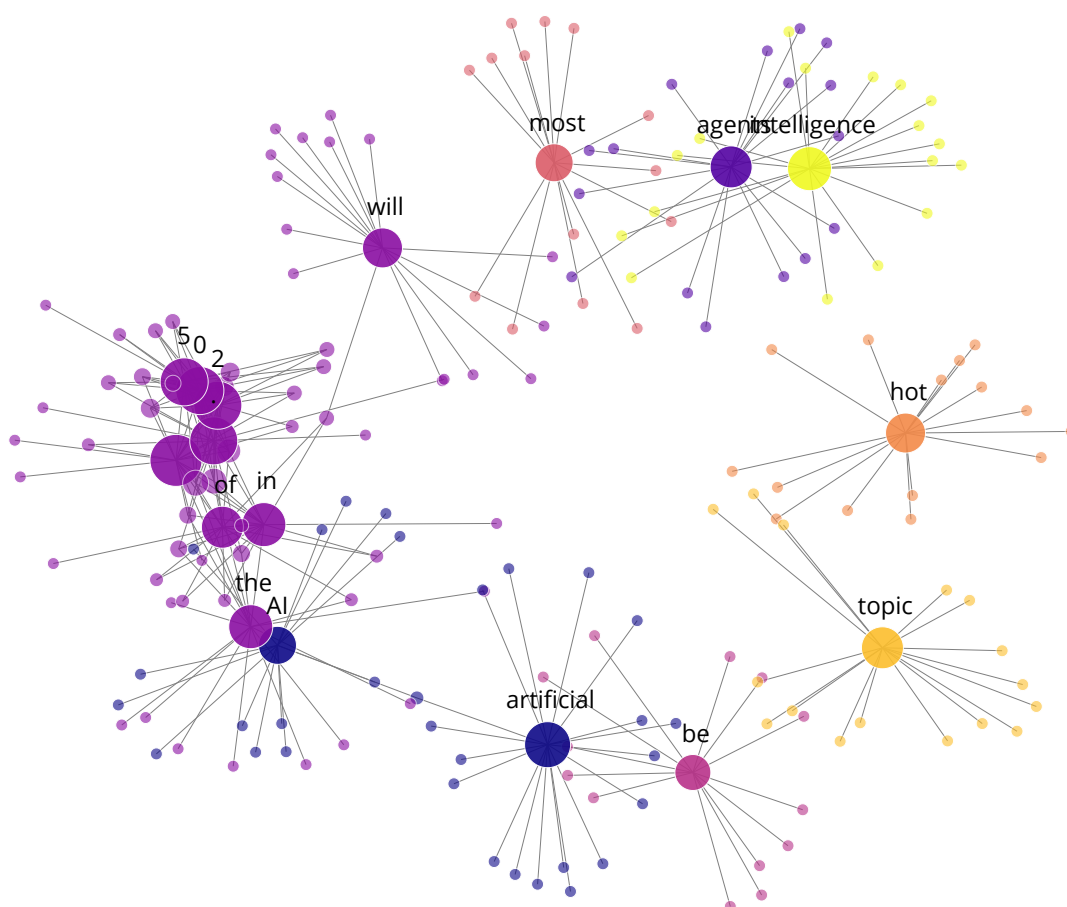 most
agents
intelligence
will
5
0
2
.
hot
of
in
the
AI
topic
artificial
be